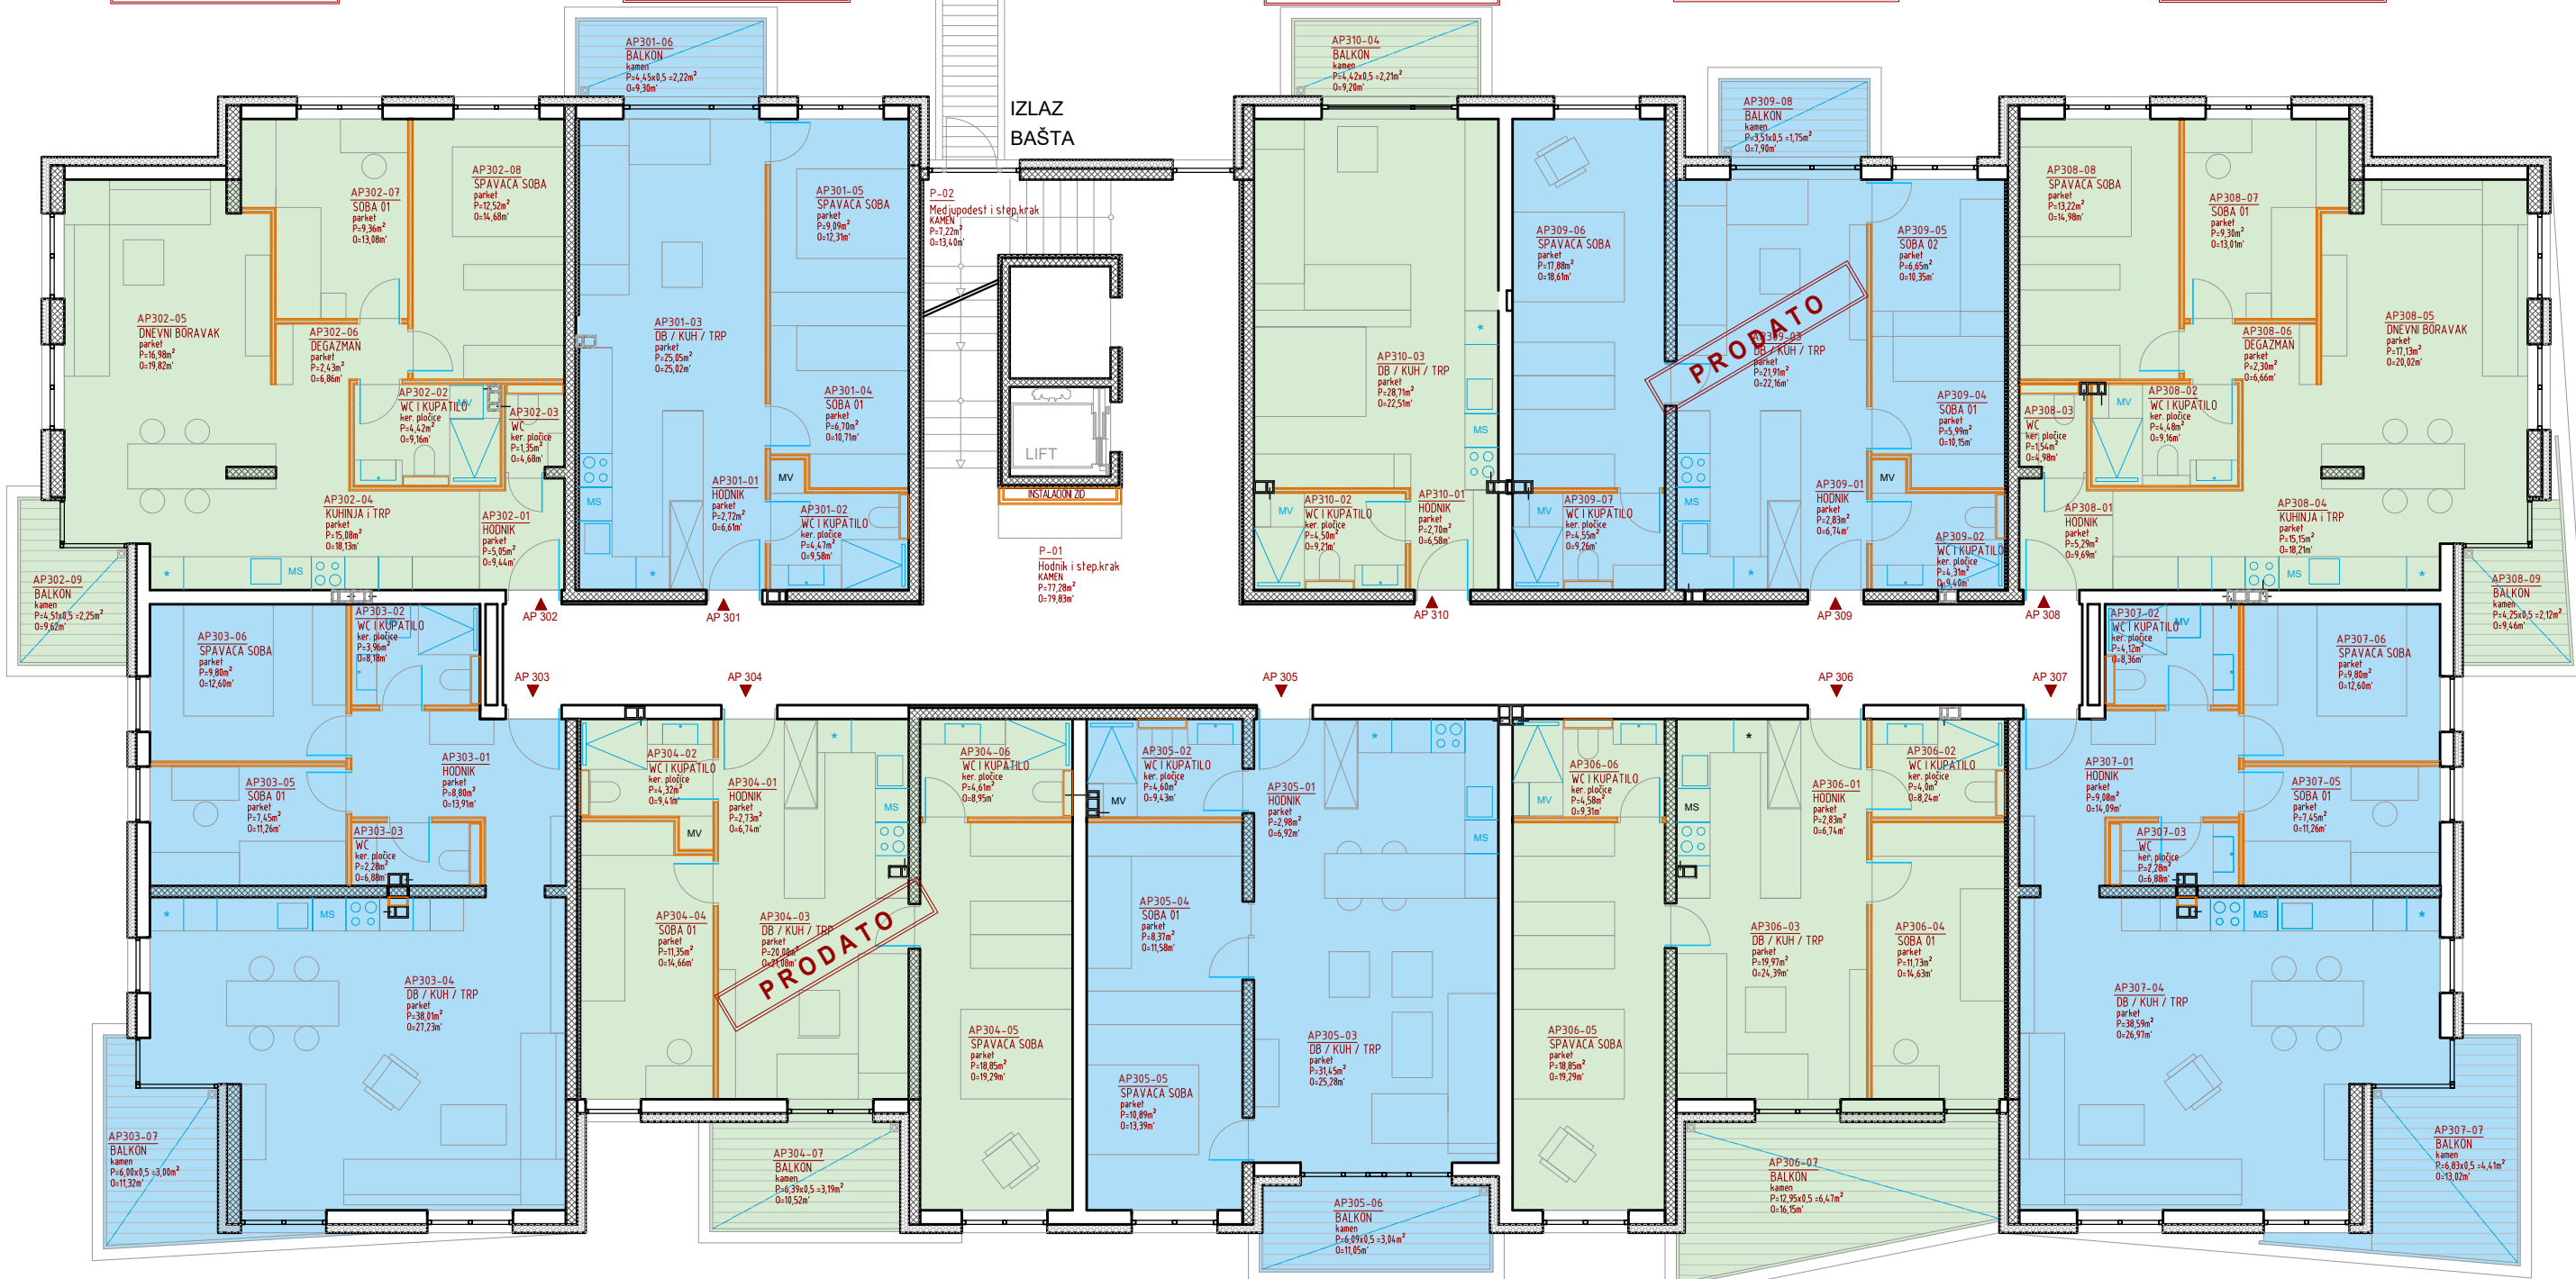 AP301-06
BALKON
kamen
P=4,45x0,5 =2,22m²
O=9,30m'
IZLAZ
BAŠTA
AP310-04
BALKON
kamen
P=4,42x0,5 =2,21m²
O=9,20m'
AP309-08
BALKON
kamen
P=3,51x0,5 =1,75m²
O=7,90m'
AP302-07
SOBA 01
parket
P=9,36m²
O=13,08m'
AP302-08
SPAVAĆA SOBA
parket
P=12,52m²
O=14,68m'
AP301-05
SPAVAĆA SOBA
parket
P=9,09m²
O=12,31m'
P-02
Medjupodest i step.krak
KAMEN
P=7,22m²
O=13,40m'
AP309-06
SPAVAĆA SOBA
parket
P=17,88m²
O=18,61m'
AP309-05
SOBA 02
parket
P=6,65m²
O=10,35m'
AP308-08
SPAVAĆA SOBA
parket
P=13,22m²
O=14,98m'
AP308-07
SOBA 01
parket
P=9,30m²
O=13,01m'
AP302-05
DNEVNI BORAVAK
parket
P=16,98m²
O=19,82m'
AP302-06
DEGAZMAN
parket
P=2,43m²
O=6,86m'
AP301-03
DB / KUH / TRP
parket
P=25,05m²
O=25,02m'
AP310-03
DB / KUH / TRP
parket
P=28,71m²
O=22,51m'
PRODATO
AP309-03
DB / KUH / TRP
parket
P=21,91m²
O=22,16m'
AP308-06
DEGAZMAN
parket
P=2,30m²
O=6,66m'
AP308-05
DNEVNI BORAVAK
parket
P=17,13m²
O=20,02m'
AP302-02
WC I KUPATILO
ker. pločice
P=4,42m²
O=9,16m'
MV
AP302-03
WC
ker. pločice
P=1,35m²
O=4,68m'
AP301-04
SOBA 01
parket
P=6,70m²
O=10,71m'
LIFT
INSTALACIONI ZID
MS
AP309-04
SOBA 01
parket
P=5,99m²
O=10,15m'
AP308-03
WC
ker. pločice
P=1,54m²
O=4,98m'
MV
AP308-02
WC I KUPATILO
ker. pločice
P=4,48m²
O=9,16m'
AP302-04
KUHINJA i TRP
parket
P=15,08m²
O=18,13m'
MS
AP302-01
HODNIK
parket
P=5,05m²
O=9,44m'
MS
AP301-01
HODNIK
parket
P=2,72m²
O=6,61m'
MV
AP301-02
WC I KUPATILO
ker. pločice
P=4,47m²
O=9,58m'
P-01
Hodnik i step.krak
KAMEN
P=77,28m²
O=79,83m'
MV
AP310-02
WC I KUPATILO
ker. pločice
P=4,50m²
O=9,21m'
AP310-01
HODNIK
parket
P=2,70m²
O=6,58m'
MV
AP309-07
WC I KUPATILO
ker. pločice
P=4,55m²
O=9,26m'
MS
AP309-01
HODNIK
parket
P=2,83m²
O=6,74m'
MV
AP309-02
WC I KUPATILO
ker. pločice
P=4,31m²
O=9,40m'
AP308-01
HODNIK
parket
P=5,29m²
O=9,69m'
AP308-04
KUHINJA i TRP
parket
P=15,15m²
O=18,21m'
MS
AP302-09
BALKON
kamen
P=4,51x0,5 =2,25m²
O=9,62m'
AP308-09
BALKON
kamen
P=4,25x0,5 =2,12m²
O=9,46m'
AP 302
AP 301
AP 310
AP 309
AP 308
AP303-06
SPAVAĆA SOBA
parket
P=9,80m²
O=12,60m'
AP303-02
WC I KUPATILO
ker. pločice
P=3,96m²
O=8,18m'
AP307-02
WC I KUPATILO
ker. pločice
P=4,12m²
O=8,36m'
MV
AP307-06
SPAVAĆA SOBA
parket
P=9,80m²
O=12,60m'
AP 303
AP 304
AP 305
AP 306
AP 307
AP303-01
HODNIK
parket
P=8,80m²
O=13,91m'
AP303-05
SOBA 01
parket
P=7,45m²
O=11,26m'
AP303-03
WC
ker. pločice
P=2,28m²
O=6,88m'
AP304-02
WC I KUPATILO
ker. pločice
P=4,32m²
O=9,41m'
MV
AP304-01
HODNIK
parket
P=2,73m²
O=6,74m'
MS
AP304-06
WC I KUPATILO
ker. pločice
P=4,61m²
O=8,95m'
MV
AP305-02
WC I KUPATILO
ker. pločice
P=4,60m²
O=9,43m'
AP305-01
HODNIK
parket
P=2,98m²
O=6,92m'
MS
AP306-06
WC I KUPATILO
ker. pločice
P=4,58m²
O=9,31m'
MV
MS
AP306-01
HODNIK
parket
P=2,83m²
O=6,74m'
AP306-02
WC I KUPATILO
ker. pločice
P=4,0m²
O=8,24m'
AP307-01
HODNIK
parket
P=9,08m²
O=14,09m'
AP307-05
SOBA 01
parket
P=7,45m²
O=11,26m'
AP307-03
WC
ker. pločice
P=2,28m²
O=6,88m'
MS
AP303-04
DB / KUH / TRP
parket
P=38,01m²
O=27,23m'
AP304-04
SOBA 01
parket
P=11,35m²
O=14,66m'
AP304-03
DB / KUH / TRP
parket
PRODATO
AP304-05
SPAVAĆA SOBA
parket
P=18,85m²
O=19,29m'
AP305-04
SOBA 01
parket
P=8,37m²
O=11,58m'
AP305-05
SPAVAĆA SOBA
parket
P=10,89m²
O=13,39m'
AP305-03
DB / KUH / TRP
parket
P=31,45m²
O=25,28m'
AP306-05
SPAVAĆA SOBA
parket
P=18,85m²
O=19,29m'
AP306-03
DB / KUH / TRP
parket
P=19,97m²
O=24,39m'
AP306-04
SOBA 01
parket
P=11,73m²
O=14,63m'
MS
AP307-04
DB / KUH / TRP
parket
P=38,59m²
O=26,97m'
AP303-07
BALKON
kamen
P=6,00x0,5 =3,00m²
O=11,32m'
AP304-07
BALKON
kamen
P=6,39x0,5 =3,19m²
O=10,52m'
AP305-06
BALKON
kamen
P=6,09x0,5 =3,04m²
O=11,05m'
AP306-07
BALKON
kamen
P=12,95x0,5 =6,47m²
O=16,15m'
AP307-07
BALKON
kamen
P=6,83x0,5 =4,41m²
O=13,02m'